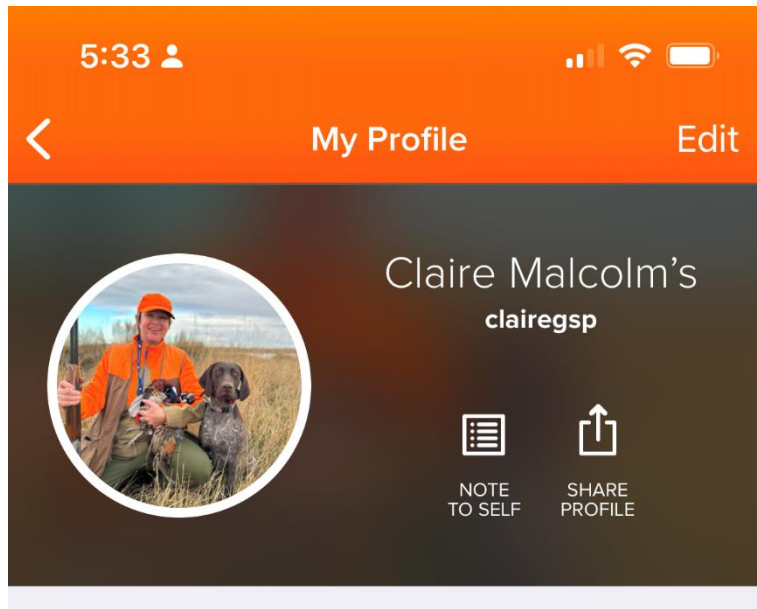 5:33
My Profile
Edit
Claire Malcolm’s
clairegsp
NOTE
TO SELF
SHARE
PROFILE